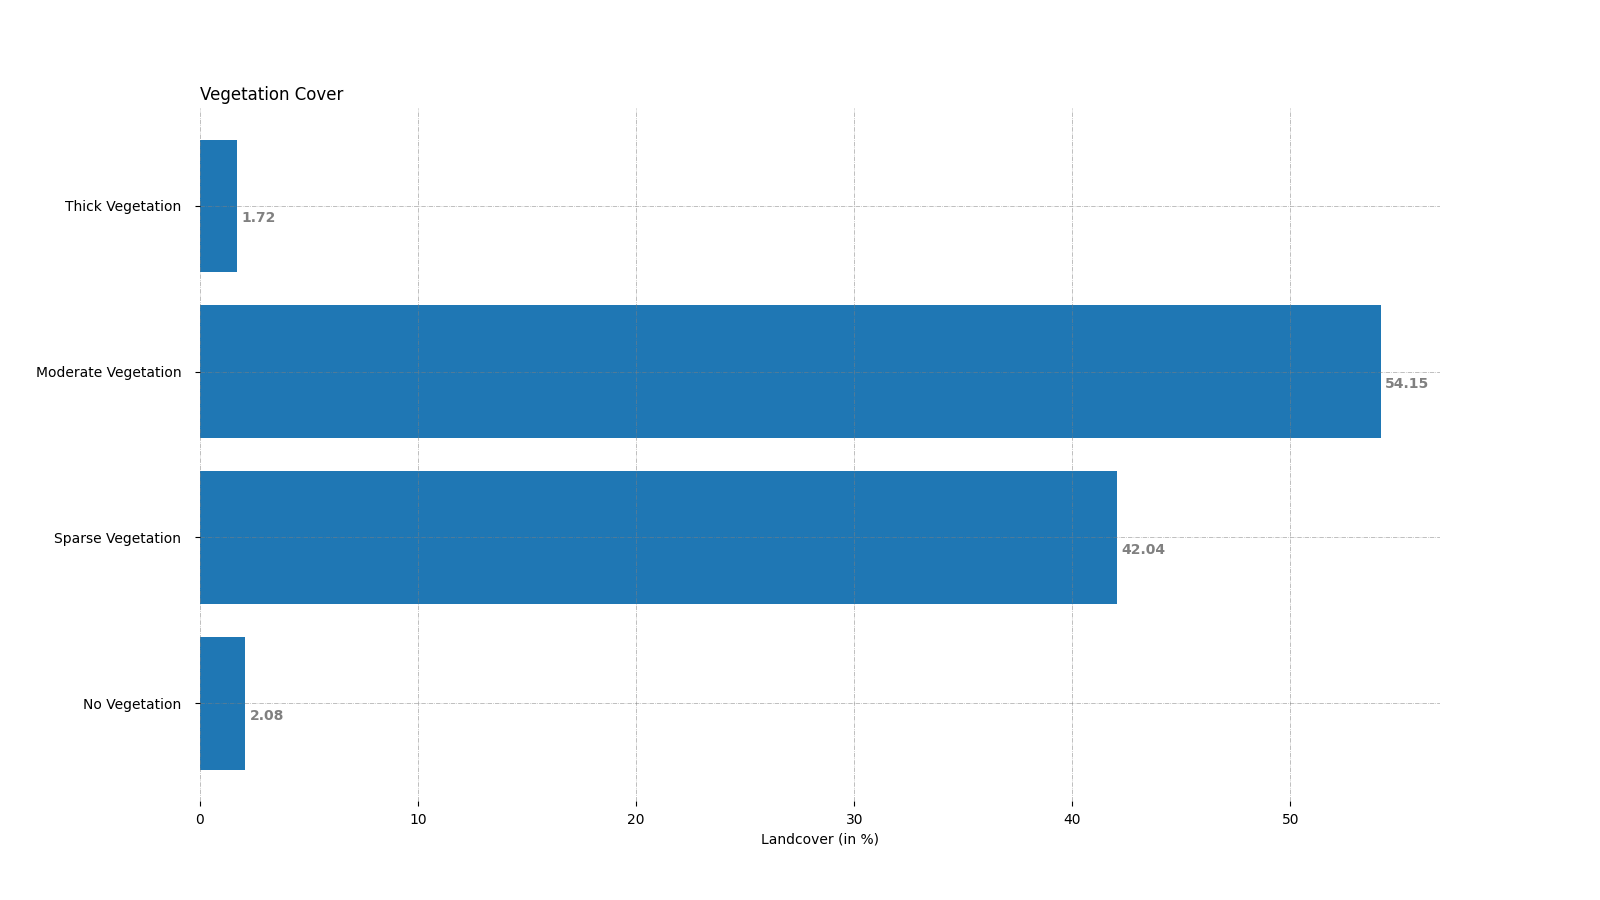 Vegetation Cover
Thick Vegetation
1.72
Moderate Vegetation
54.15
Sparse Vegetation
42.04
No Vegetation
2.08
0 10 20 30 40 50
Landcover (in %)